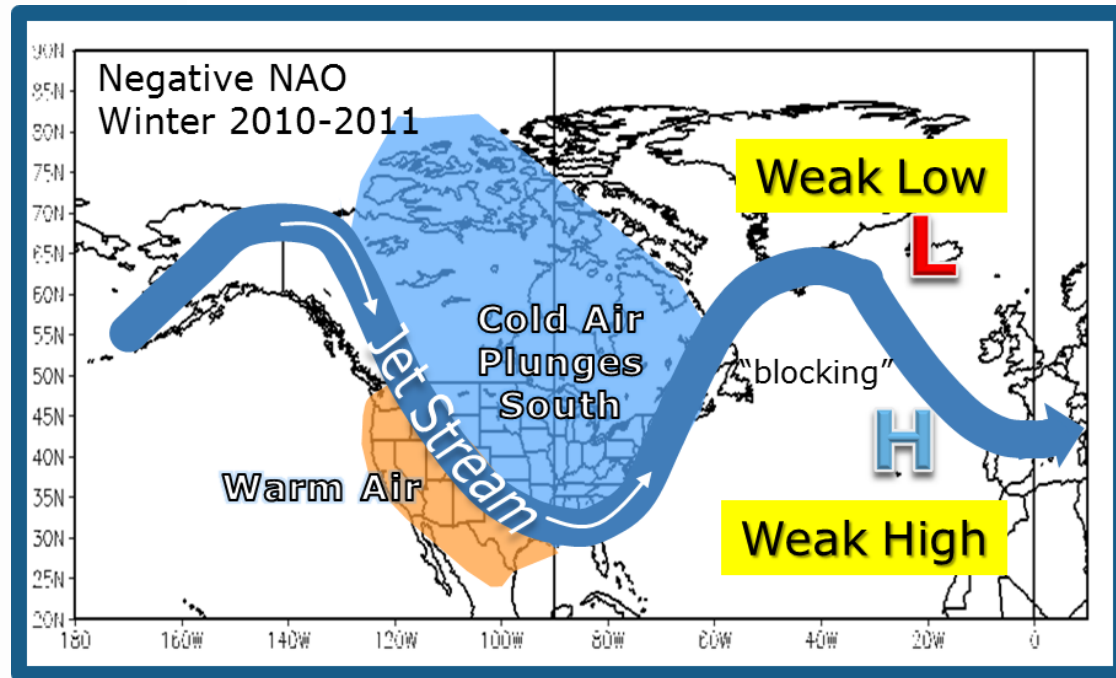 Negative NAO
Winter 2010-2011
Weak Low
L
Cold Air
Plunges
South
Jet Stream
"blocking"
H
Warm Air
Weak High
90N
85N
80N
75N
70N
65N
60N
55N
50N
45N
40N
35N
30N
25N
20N
180
160W
140W
120W
100W
80W
60W
40W
20W
0